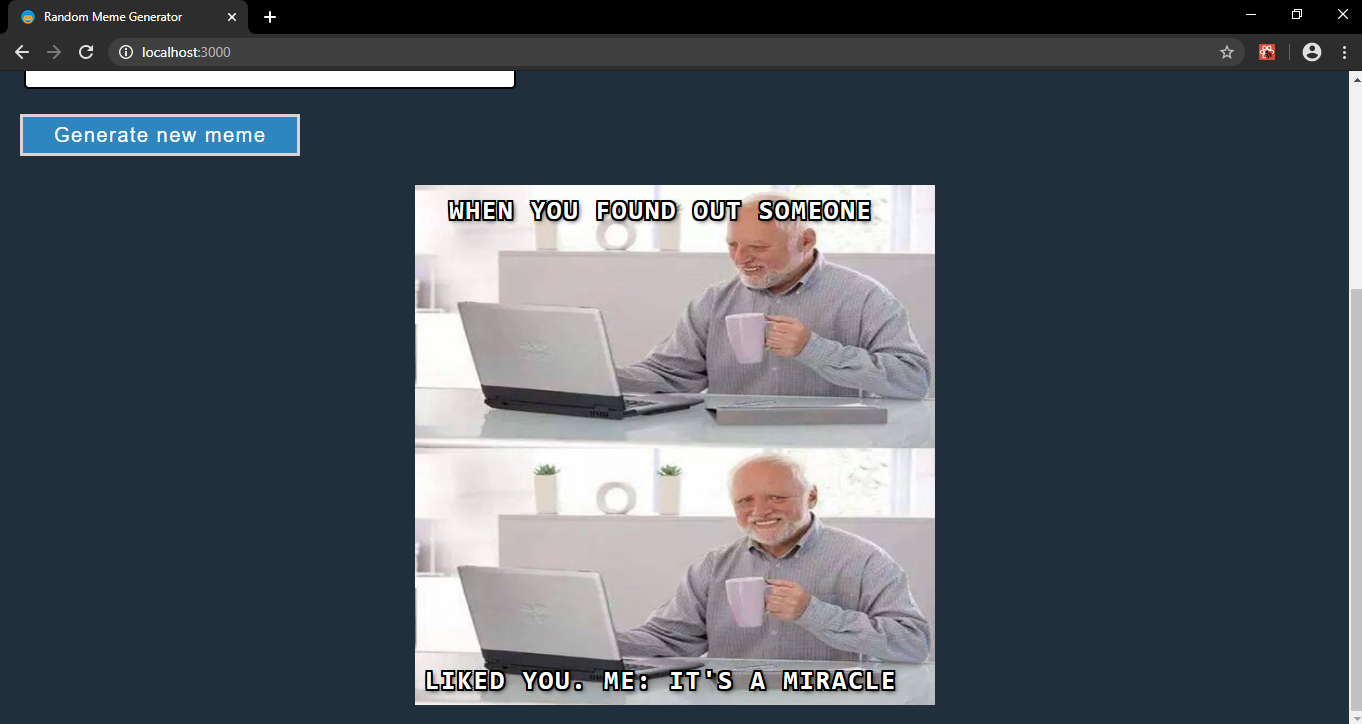 Random Meme Generator
localhost:3000
Generate new meme
WHEN YOU FOUND OUT SOMEONE
LIKED YOU. ME: IT'S A MIRACLE